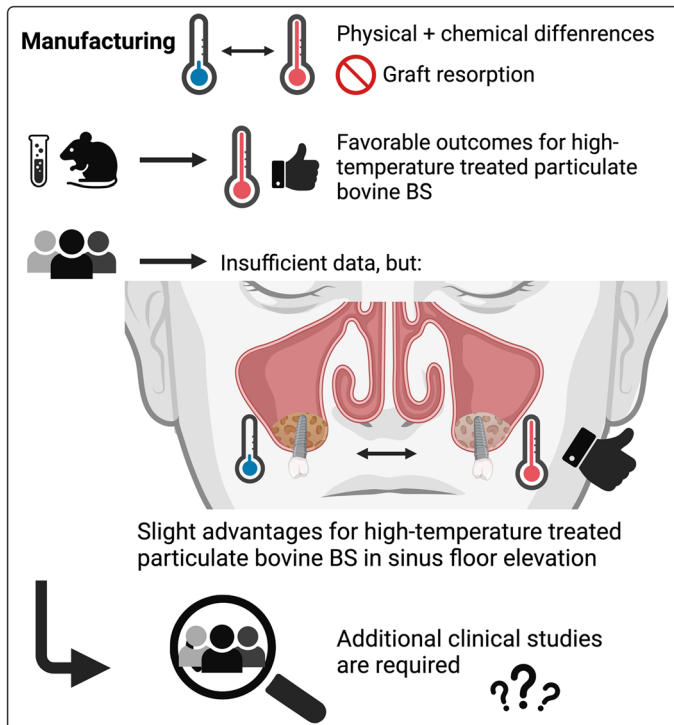 Manufacturing
Physical + chemical diffenrences
Graft resorption
Favorable outcomes for high-
temperature treated particulate
bovine BS
Insufficient data, but:
Slight advantages for high-temperature treated
particulate bovine BS in sinus floor elevation
Additional clinical studies
are required
???